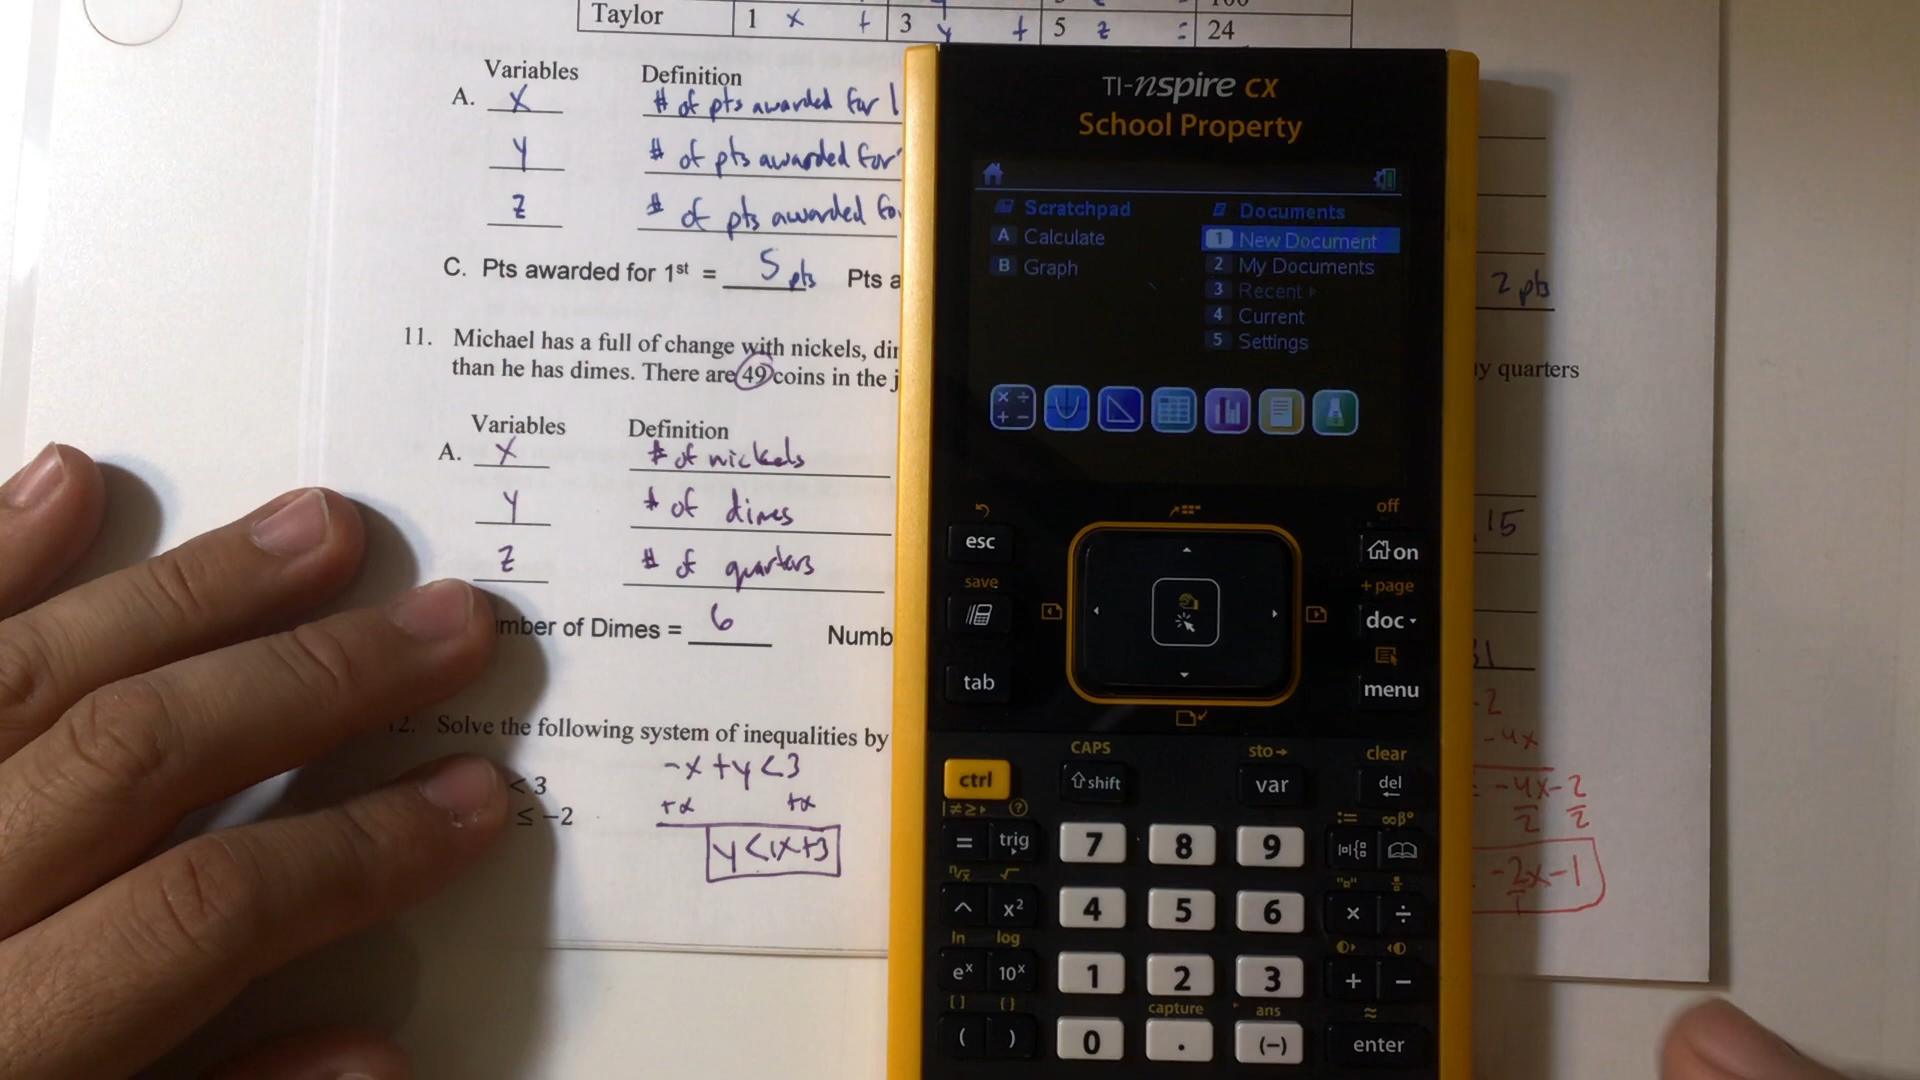 Taylor 1 x + 3 y + 5 z = 24
Variables Definition
A. x # of pts awarded for 1
y # of pts awarded for
z # of pts awarded fo
C. Pts awarded for 1st = 5 pts Pts a
2 pts
11. Michael has a full of change with nickels, dir
than he has dimes. There are 49 coins in the j
y quarters
Variables Definition
A. x # of nickels
y # of dimes
z # of quarters
15
mber of Dimes = 6 Numb
12. Solve the following system of inequalities by
< 3
≤ -2
-x + y < 3
+x +x
y < 1x + 3
-2
-4x
-4x - 2
2 2
-2x - 1
1
TI-nspire CX
School Property
Scratchpad
A Calculate
B Graph
Documents
1 New Document
2 My Documents
3 Recent
4 Current
5 Settings
off
esc
on
save
+ page
doc
tab
menu
CAPS sto→ clear
ctrl shift var del
= trig 7 8 9
^ x² 4 5 6 × ÷
ln log
eˣ 10ˣ 1 2 3 + −
[ ] { } capture ans ≈
( ) 0 . (−) enter